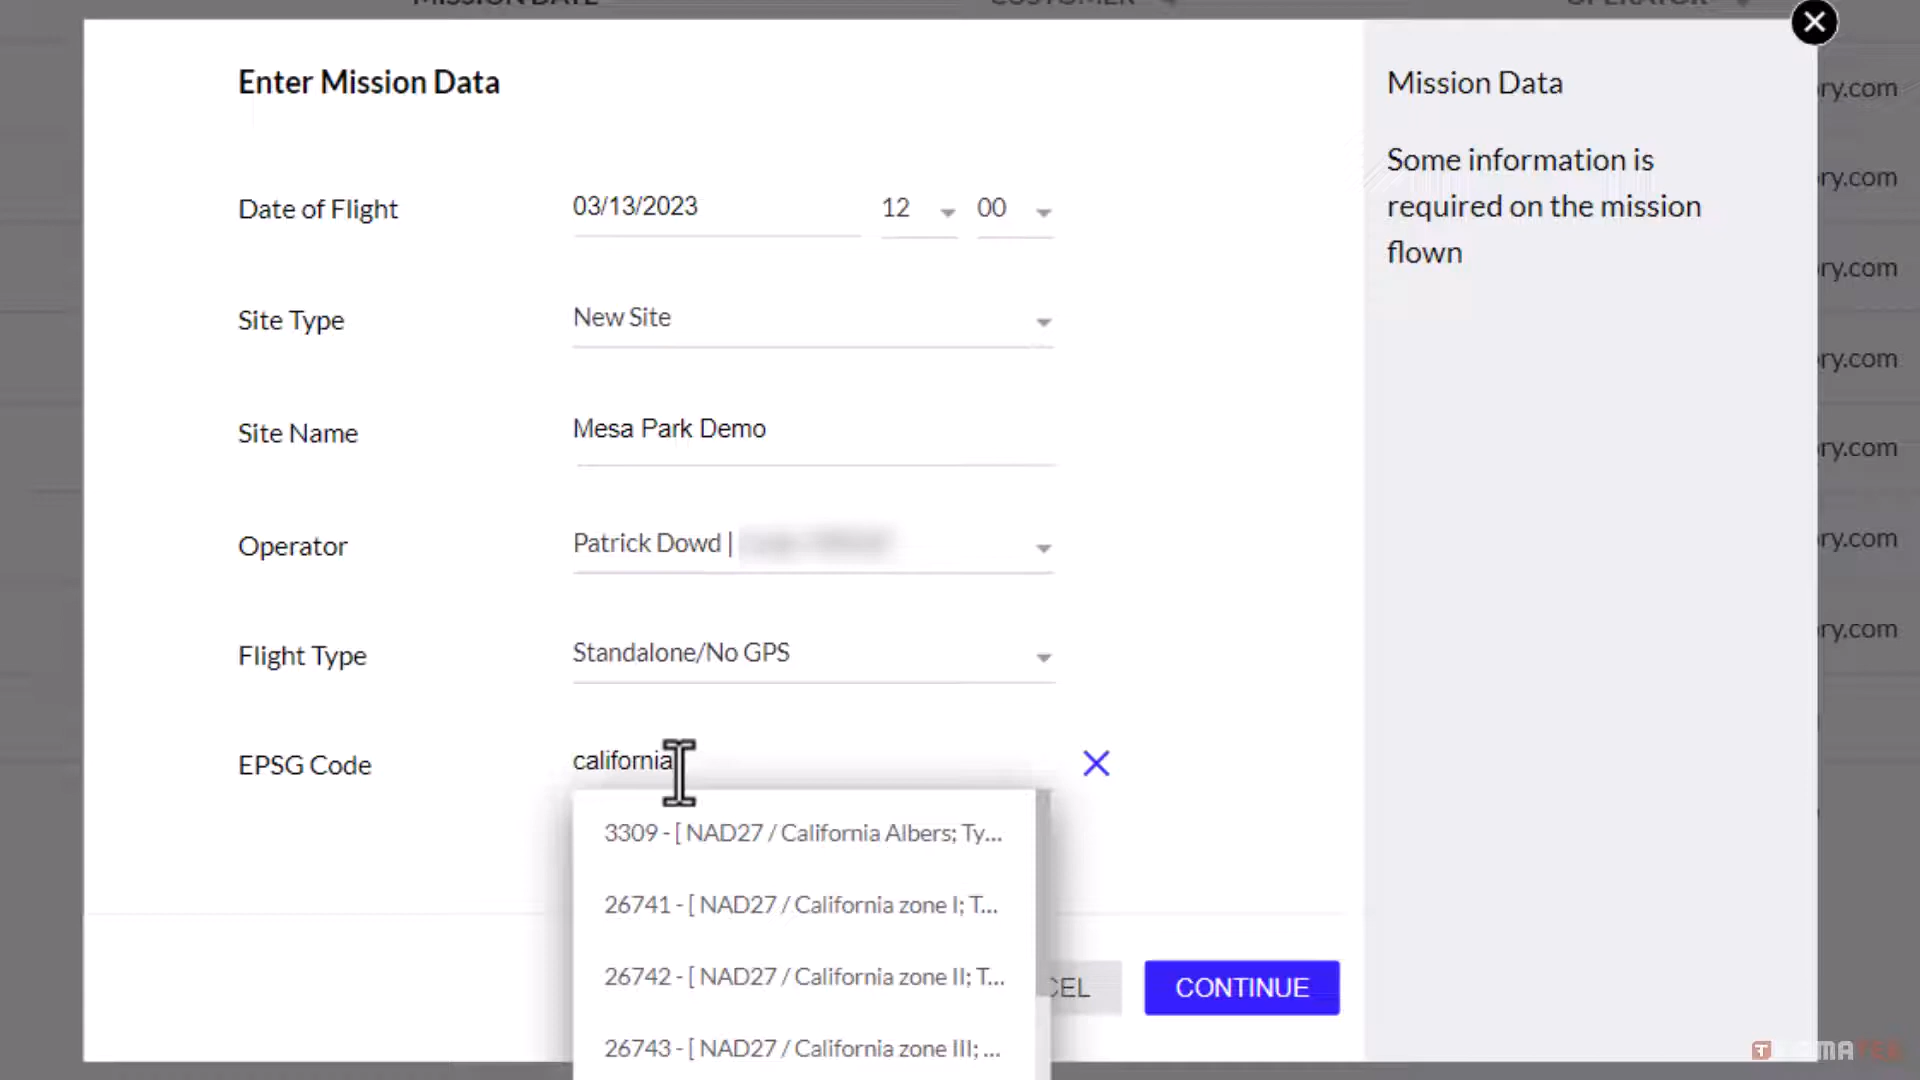 Enter Mission Data
Mission Data
Some information is
required on the mission
flown
Date of Flight 03/13/2023 12 00
Site Type New Site
Site Name Mesa Park Demo
Operator Patrick Dowd |
Flight Type Standalone/No GPS
EPSG Code california
3309 - [ NAD27 / California Albers; Ty...
26741 - [ NAD27 / California zone I; T...
26742 - [ NAD27 / California zone II; T...
26743 - [ NAD27 / California zone III; ...
CEL CONTINUE
ry.com
ry.com
ry.com
ry.com
ry.com
ry.com
ry.com